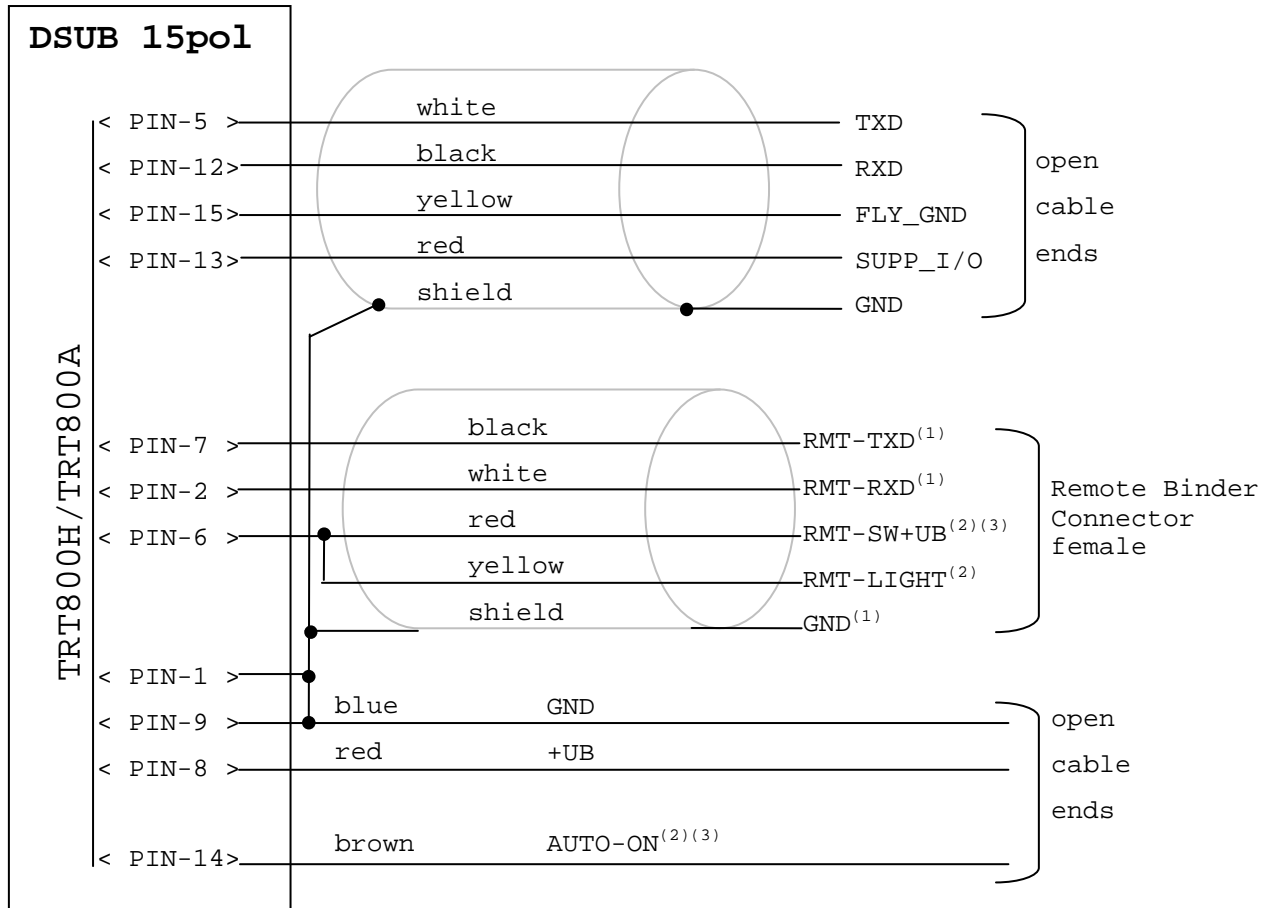 DSUB 15pol
TRT800H/TRT800A
< PIN-5 > white TXD
< PIN-12> black RXD
< PIN-15> yellow FLY_GND
< PIN-13> red SUPP_I/O
shield GND
open
cable
ends
< PIN-7 > black RMT-TXD(1)
< PIN-2 > white RMT-RXD(1)
< PIN-6 > red RMT-SW+UB(2)(3)
yellow RMT-LIGHT(2)
shield GND(1)
Remote Binder
Connector
female
< PIN-1 >
< PIN-9 > blue GND
< PIN-8 > red +UB
< PIN-14> brown AUTO-ON(2)(3)
open
cable
ends